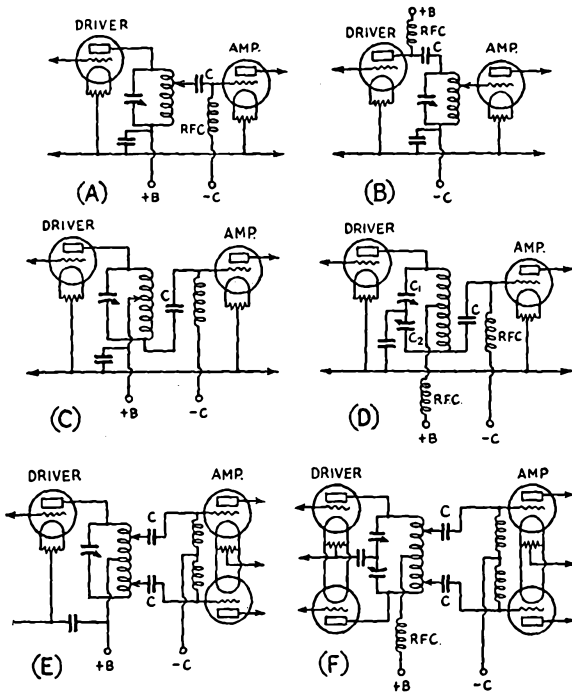 DRIVER
AMP.
C
RFC
+B
-C
(A)
+B
RFC
DRIVER
C
AMP.
-C
(B)
DRIVER
AMP.
C
+B
-C
(C)
DRIVER
AMP.
C1
C
C2
RFC
R.F.C.
+B
-C
(D)
DRIVER
AMP.
C
C
+B
-C
(E)
DRIVER
AMP
C
C
RFC.
+B
-C
(F)